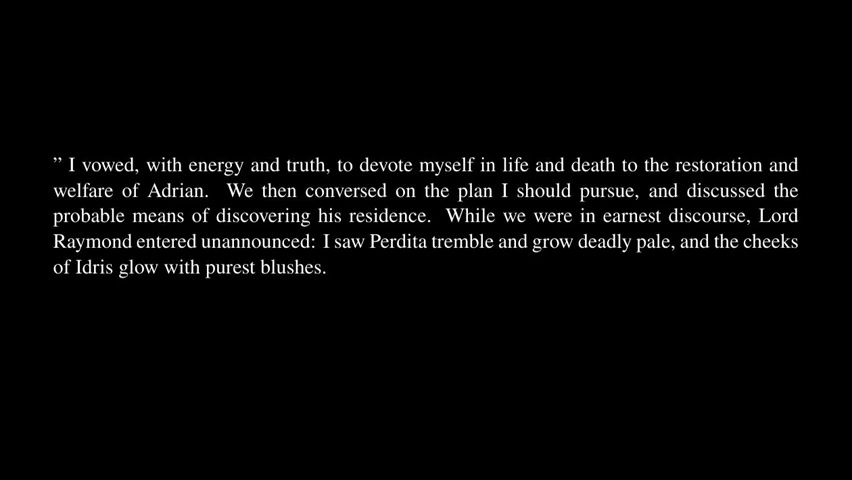 ” I vowed, with energy and truth, to devote myself in life and death to the restoration and
welfare of Adrian. We then conversed on the plan I should pursue, and discussed the
probable means of discovering his residence. While we were in earnest discourse, Lord
Raymond entered unannounced: I saw Perdita tremble and grow deadly pale, and the cheeks
of Idris glow with purest blushes.